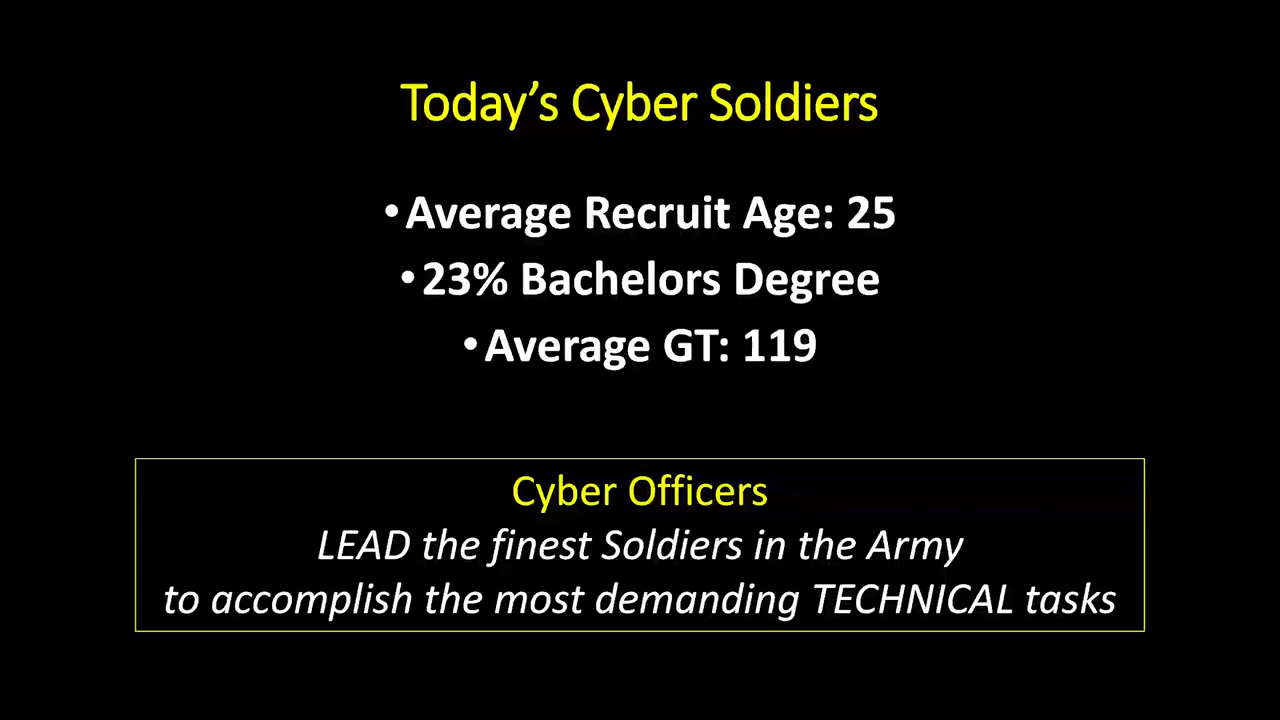 Today’s Cyber Soldiers
•Average Recruit Age: 25
•23% Bachelors Degree
•Average GT: 119
Cyber Officers
LEAD the finest Soldiers in the Army
to accomplish the most demanding TECHNICAL tasks